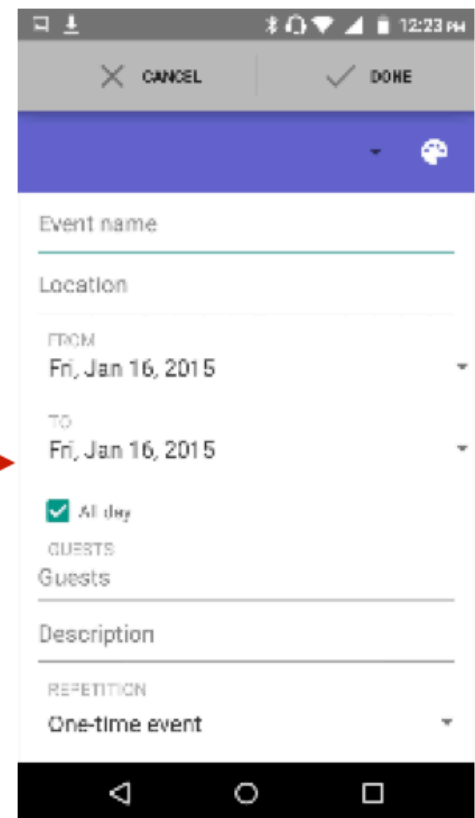 12:23 PM
CANCEL DONE
Event name
Location
FROM
Fri, Jan 16, 2015
TO
Fri, Jan 16, 2015
All day
GUESTS
Guests
Description
REPETITION
One-time event